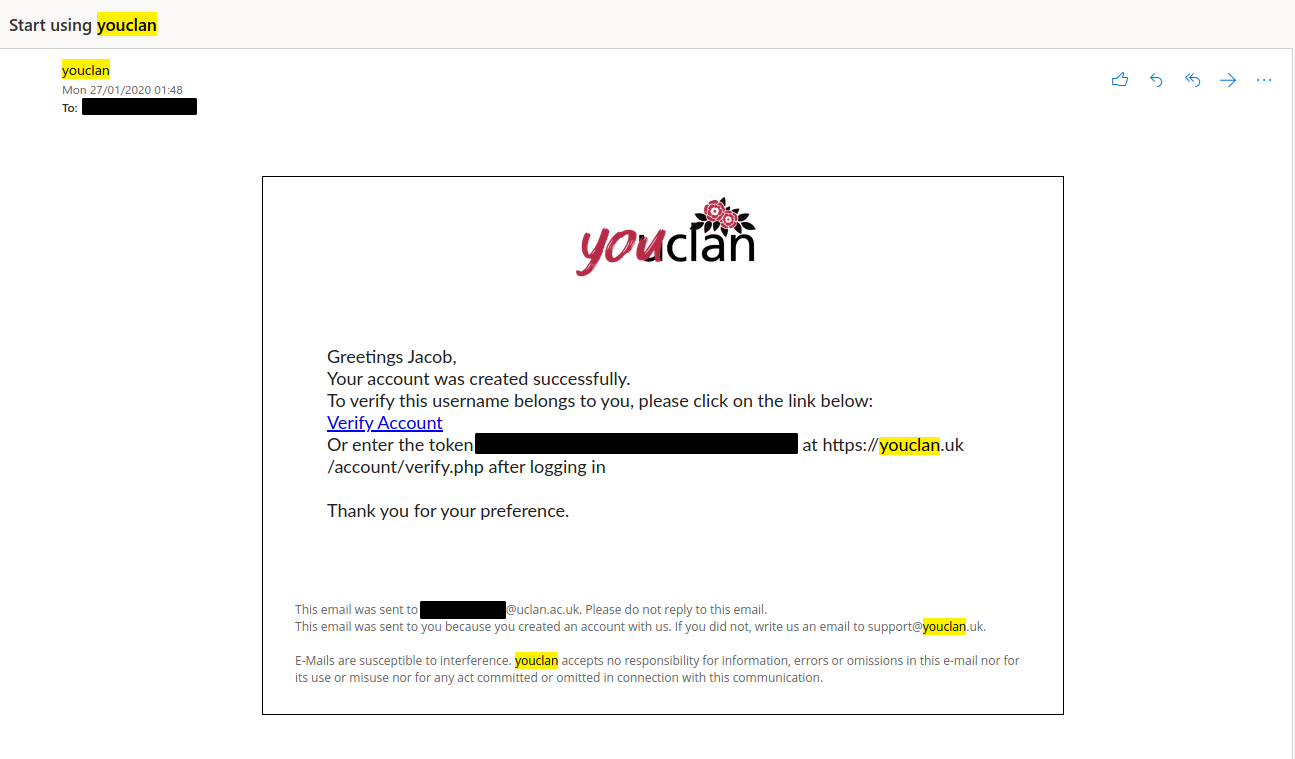 Start using youclan
youclan
Mon 27/01/2020 01:48
To:
youclan
Greetings Jacob,
Your account was created successfully.
To verify this username belongs to you, please click on the link below:
Verify Account
Or enter the token at https://youclan.uk
/account/verify.php after logging in
Thank you for your preference.
This email was sent to @uclan.ac.uk. Please do not reply to this email.
This email was sent to you because you created an account with us. If you did not, write us an email to support@youclan.uk.
E-Mails are susceptible to interference. youclan accepts no responsibility for information, errors or omissions in this e-mail nor for
its use or misuse nor for any act committed or omitted in connection with this communication.